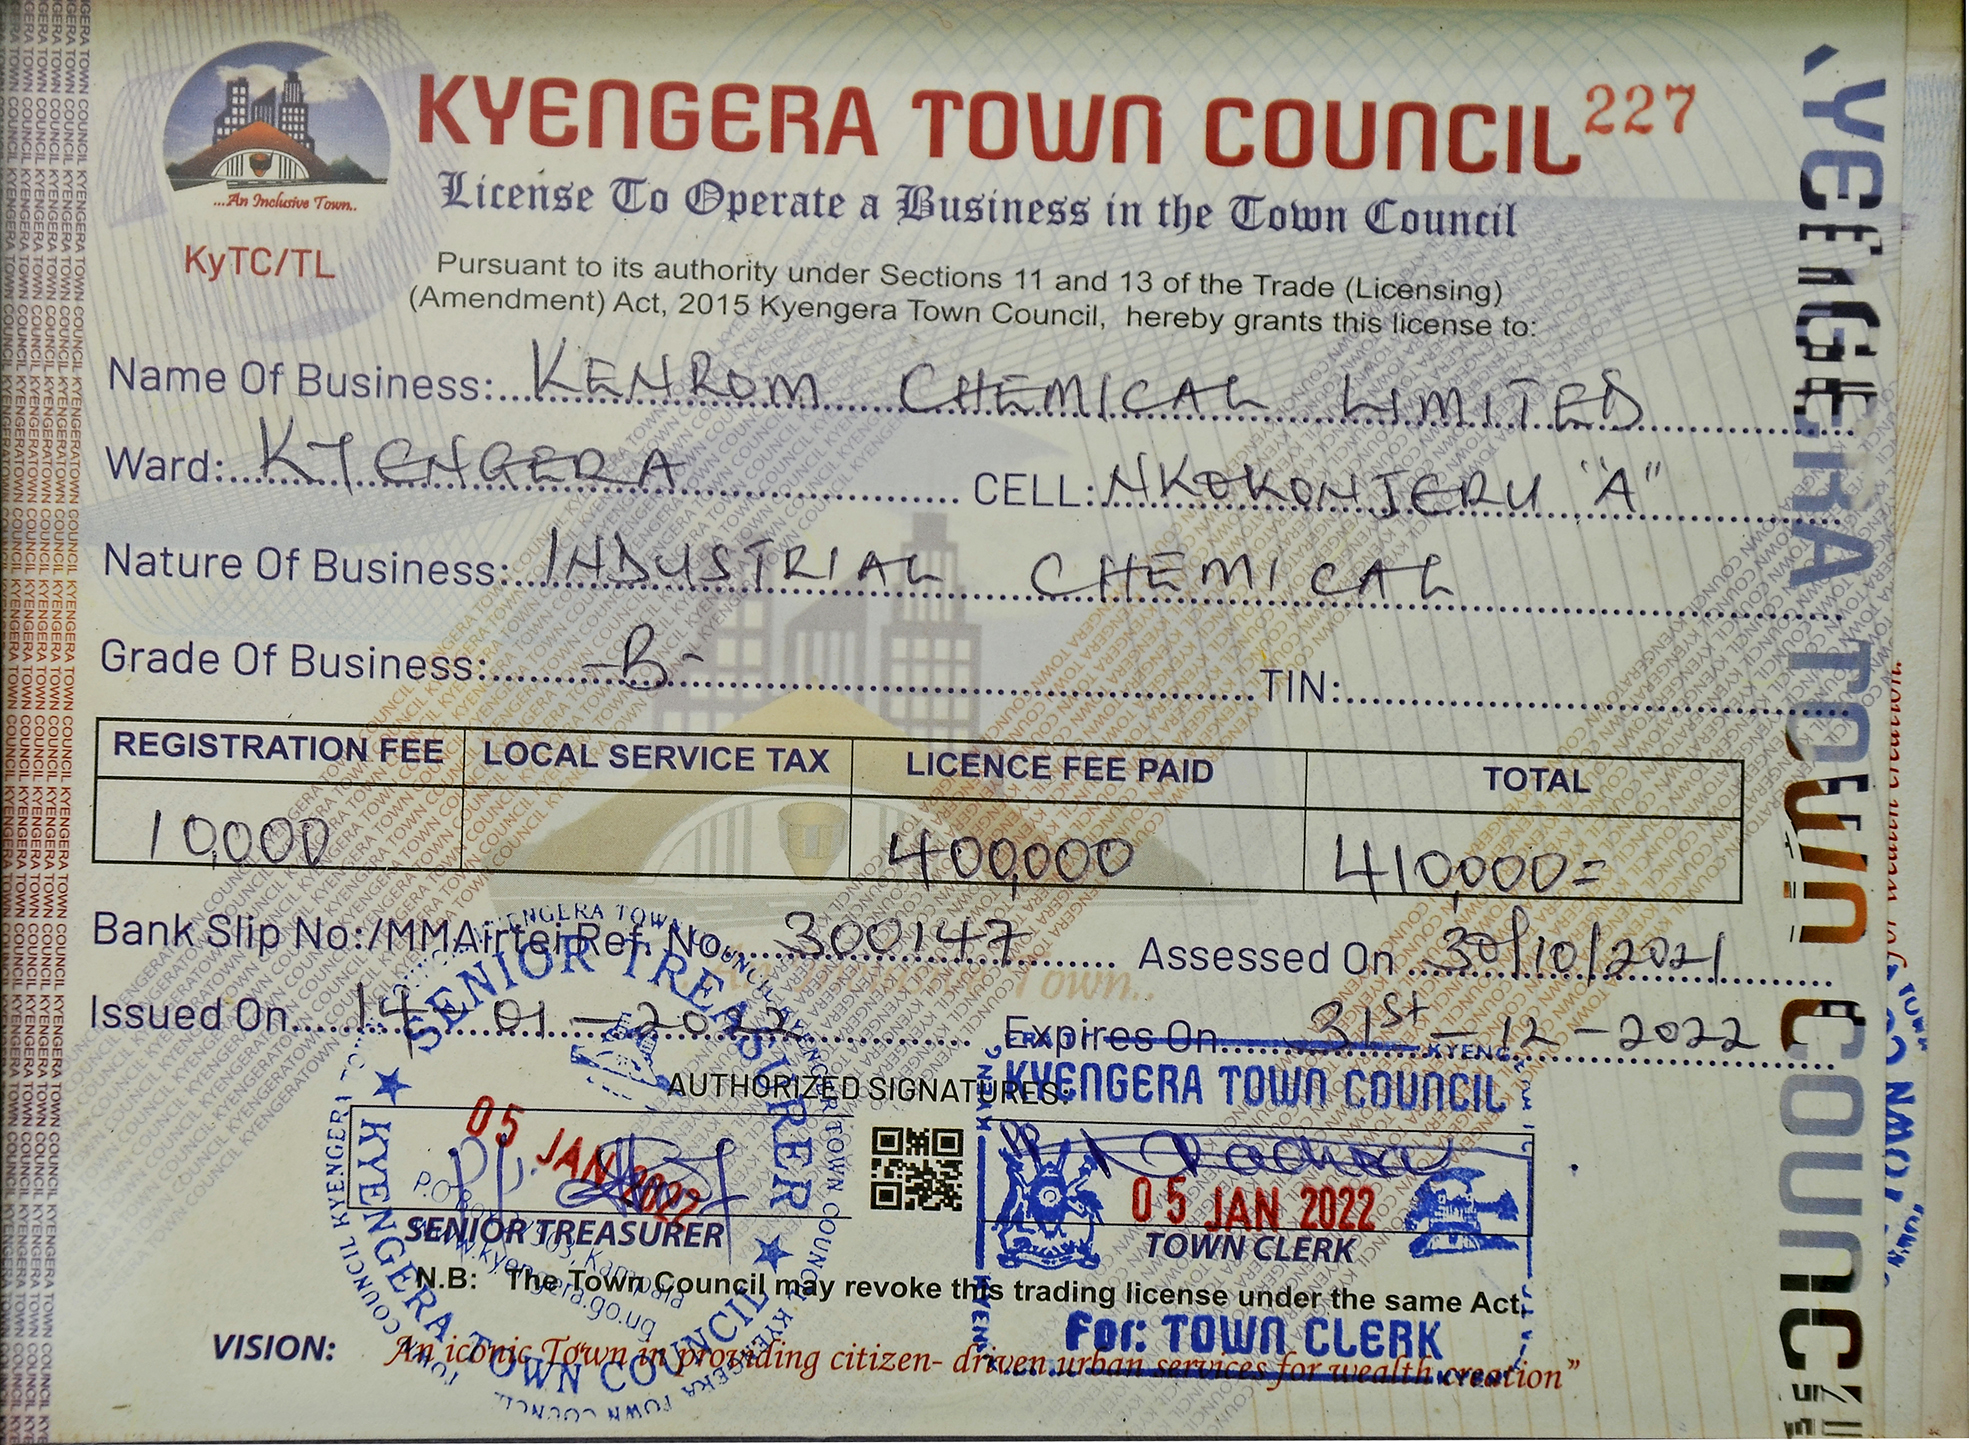 KYENGERA TOWN COUNCIL 227
License To Operate a Business in the Town Council
...An Inclusive Town..
KyTC/TL
Pursuant to its authority under Sections 11 and 13 of the Trade (Licensing)
(Amendment) Act, 2015 Kyengera Town Council, hereby grants this license to:
Name Of Business: KENROM CHEMICAL LIMITED
Ward: KYENGERA CELL: NKOKONJERU "A"
Nature Of Business: INDUSTRIAL CHEMICAL
Grade Of Business: -B- TIN:
REGISTRATION FEE LOCAL SERVICE TAX LICENCE FEE PAID TOTAL
10,000 400,000 410,000=
Bank Slip No:/MMAirtel Ref. No. 300147 Assessed On 30/10/2021
Issued On 14 - 01 - 2022 Expires On 31st - 12 - 2022
AUTHORIZED SIGNATURES:
KYENGERA TOWN COUNCIL
05 JAN 2022
05 JAN 2022
SENIOR TREASURER
TOWN CLERK
SENIOR TREASURER
KYENGERA TOWN COUNCIL
Kampala
www.kyengera.go.ug
N.B: The Town Council may revoke this trading license under the same Act.
For: TOWN CLERK
VISION: An iconic Town in providing citizen- driven urban services for wealth creation"
KYENGERA TOWN COUNCIL